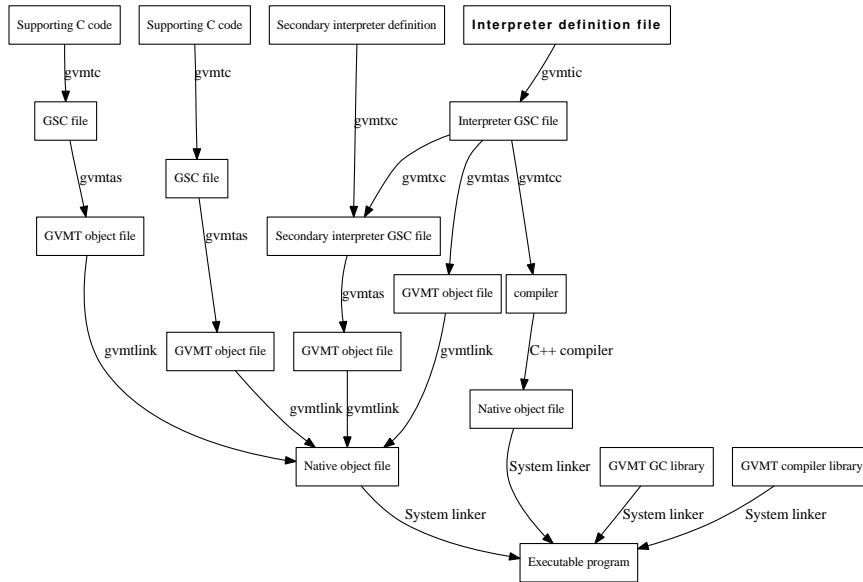 Supporting C code
Supporting C code
Secondary interpreter definition
Interpreter definition file
gvmtc
gvmtc
gvmtic
GSC file
gvmtxc
Interpreter GSC file
GSC file
gvmtas
gvmtxc
gvmtas
gvmtcc
GVMT object file
gvmtas
Secondary interpreter GSC file
gvmtas
GVMT object file
compiler
gvmtlink
GVMT object file
GVMT object file
gvmtlink
C++ compiler
gvmtlink
gvmtlink
Native object file
Native object file
System linker
GVMT GC library
GVMT compiler library
System linker
System linker
System linker
Executable program